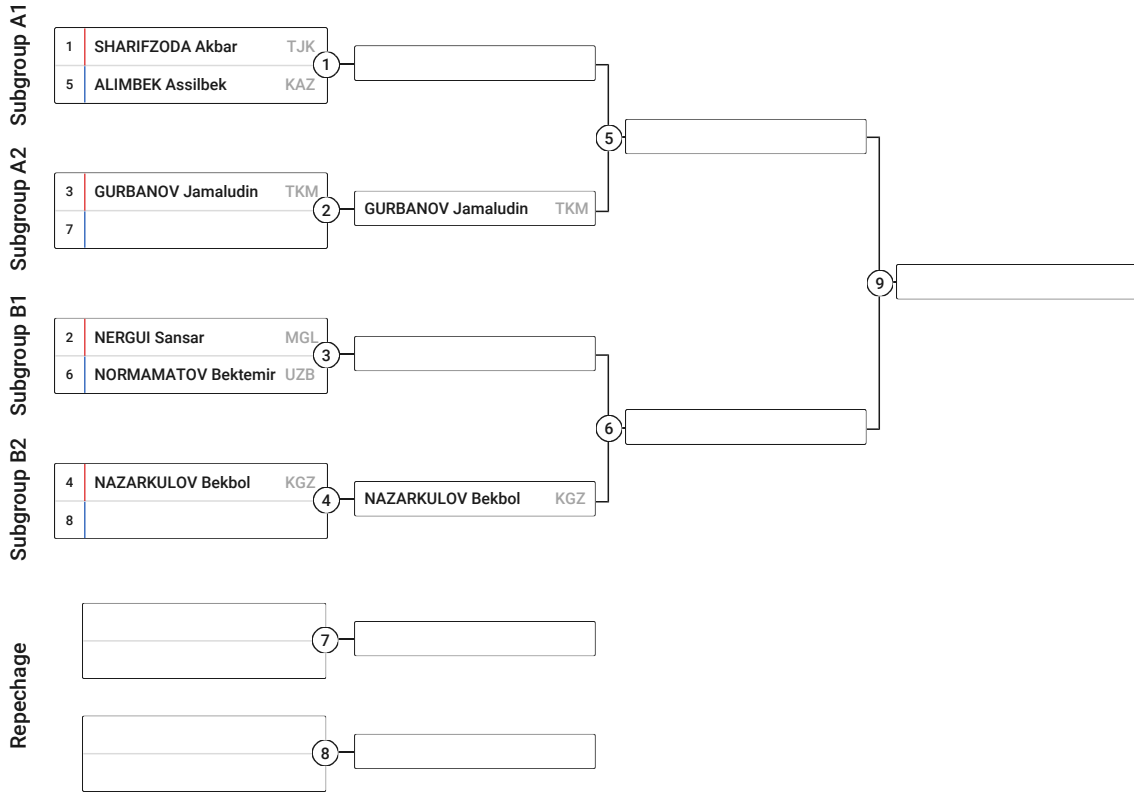 Subgroup A1
1 SHARIFZODA Akbar TJK
5 ALIMBEK Assilbek KAZ
1
5
Subgroup A2
3 GURBANOV Jamaludin TKM
7
2
GURBANOV Jamaludin TKM
9
Subgroup B1
2 NERGUI Sansar MGL
6 NORMAMATOV Bektemir UZB
3
6
Subgroup B2
4 NAZARKULOV Bekbol KGZ
8
4
NAZARKULOV Bekbol KGZ
Repechage
7
8